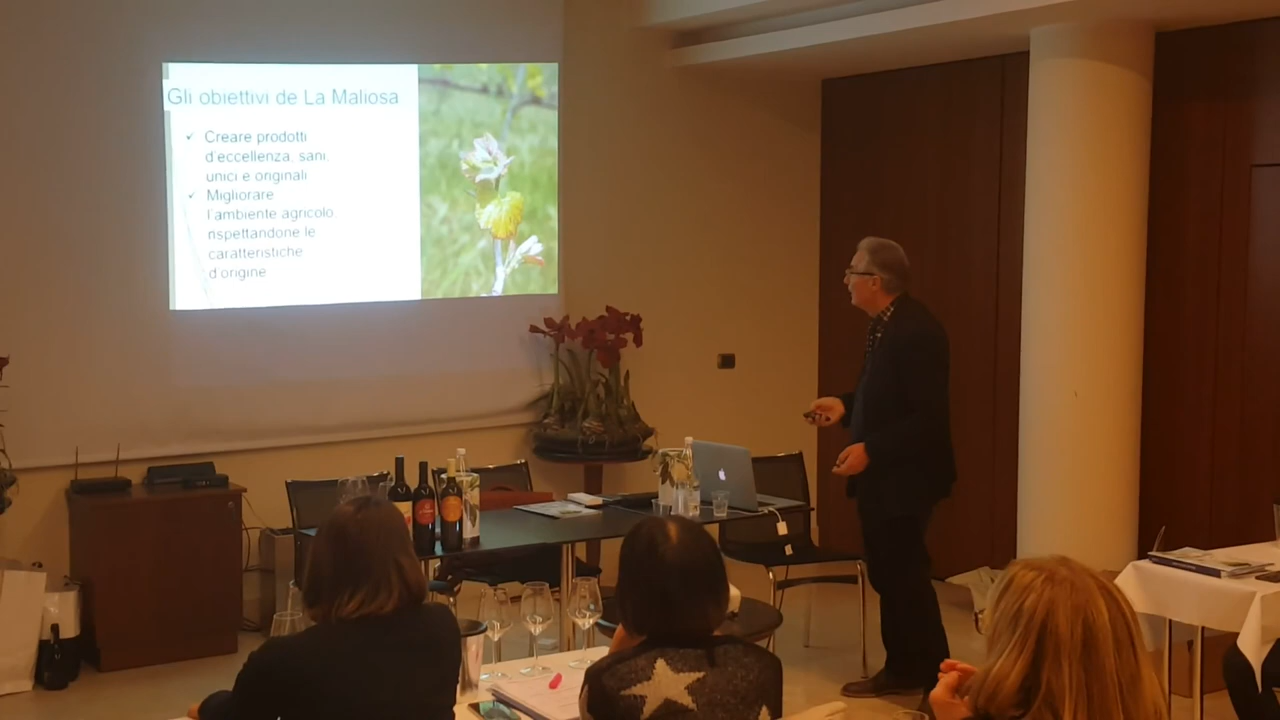 Gli obiettivi de La Maliosa
✓ Creare prodotti
d'eccellenza, sani,
unici e originali
✓ Migliorare
l'ambiente agricolo,
rispettandone le
caratteristiche
d'origine